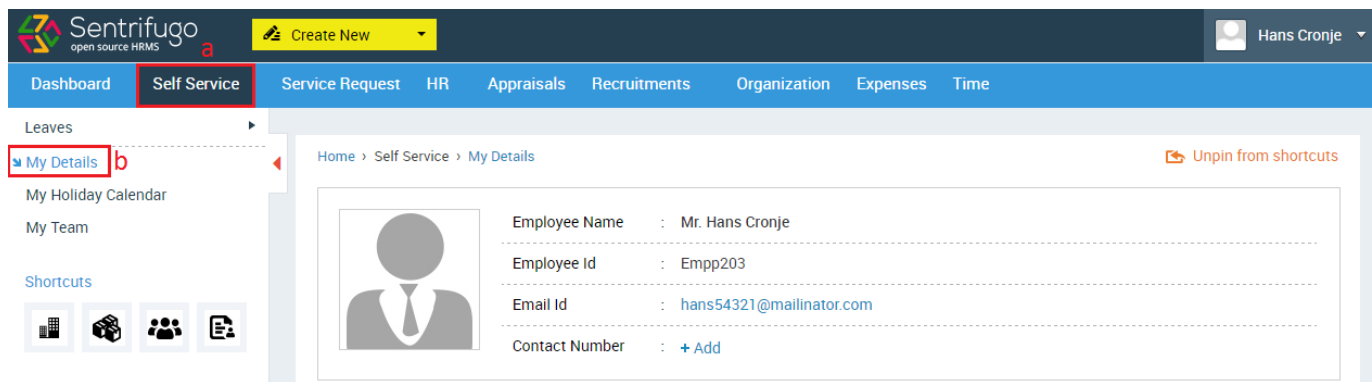 Sentrifugo
open source HRMS
a
Create New
Hans Cronje
Dashboard Self Service Service Request HR Appraisals Recruitments Organization Expenses Time
Leaves
My Details b
Home › Self Service › My Details
Unpin from shortcuts
My Holiday Calendar
My Team
Shortcuts
Employee Name : Mr. Hans Cronje
Employee Id : Empp203
Email Id : hans54321@mailinator.com
Contact Number : + Add